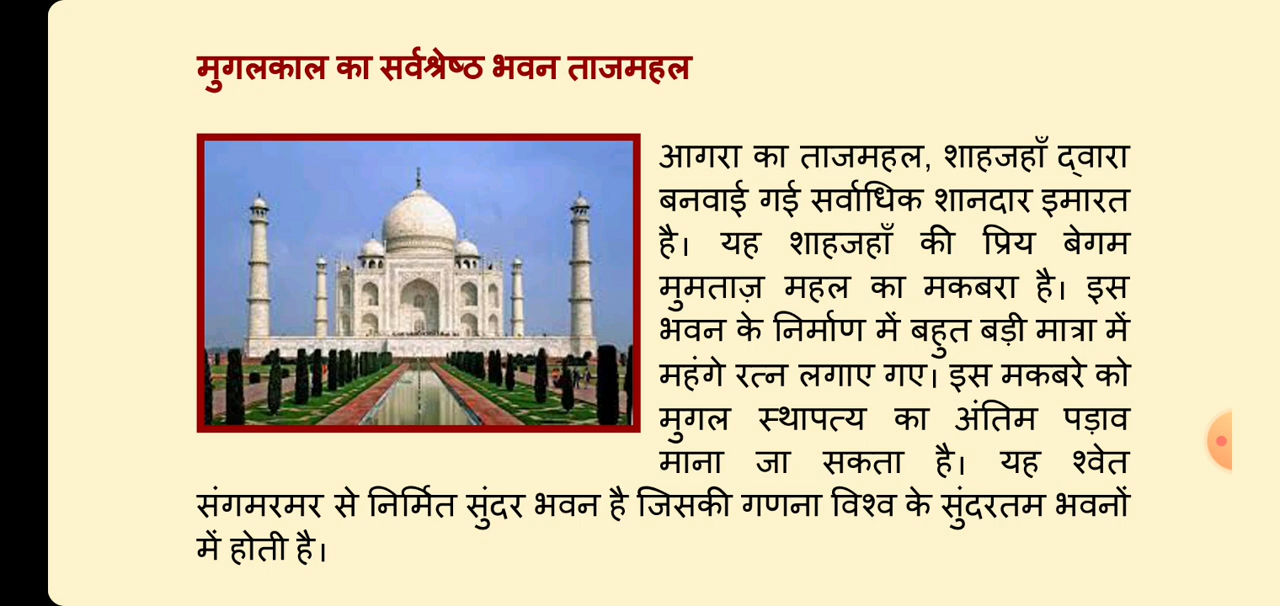 मुगलकाल का सर्वश्रेष्ठ भवन ताजमहल
आगरा का ताजमहल, शाहजहाँ द्वारा
बनवाई गई सर्वाधिक शानदार इमारत
है। यह शाहजहाँ की प्रिय बेगम
मुमताज़ महल का मकबरा है। इस
भवन के निर्माण में बहुत बड़ी मात्रा में
महंगे रत्न लगाए गए। इस मकबरे को
मुगल स्थापत्य का अंतिम पड़ाव
माना जा सकता है। यह श्वेत
संगमरमर से निर्मित सुंदर भवन है जिसकी गणना विश्व के सुंदरतम भवनों
में होती है।